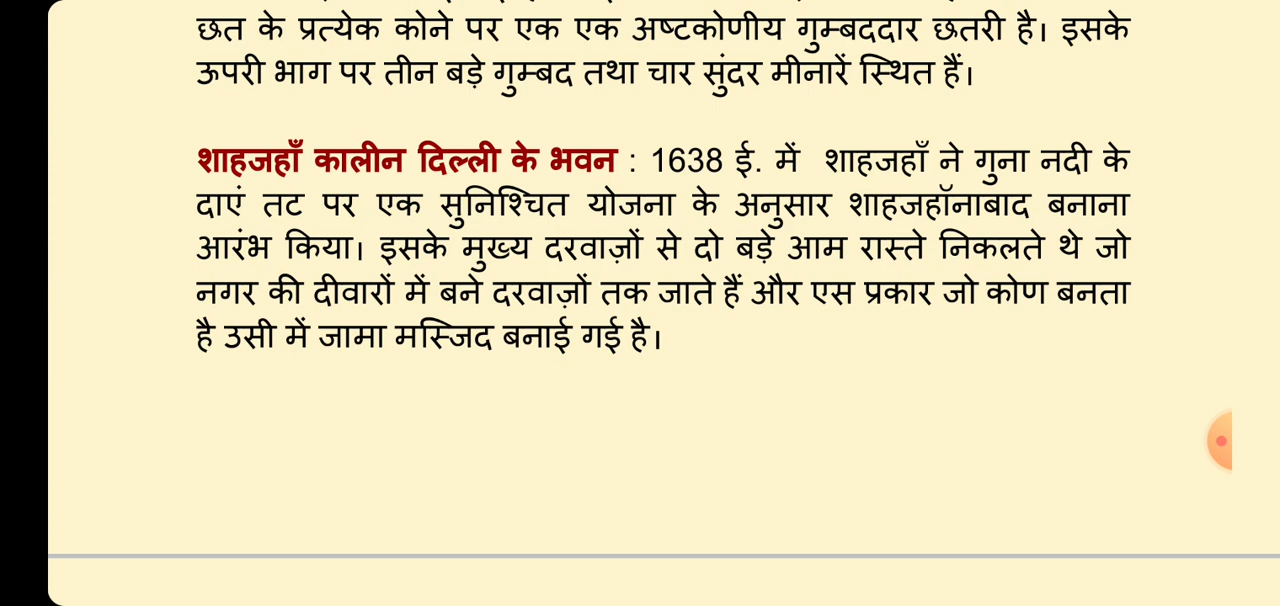 छत के प्रत्येक कोने पर एक एक अष्टकोणीय गुम्बददार छतरी है। इसके
ऊपरी भाग पर तीन बड़े गुम्बद तथा चार सुंदर मीनारें स्थित हैं।
शाहजहाँ कालीन दिल्ली के भवन : 1638 ई. में शाहजहाँ ने गुना नदी के
दाएं तट पर एक सुनिश्चित योजना के अनुसार शाहजहॉनाबाद बनाना
आरंभ किया। इसके मुख्य दरवाज़ों से दो बड़े आम रास्ते निकलते थे जो
नगर की दीवारों में बने दरवाज़ों तक जाते हैं और एस प्रकार जो कोण बनता
है उसी में जामा मस्जिद बनाई गई है।